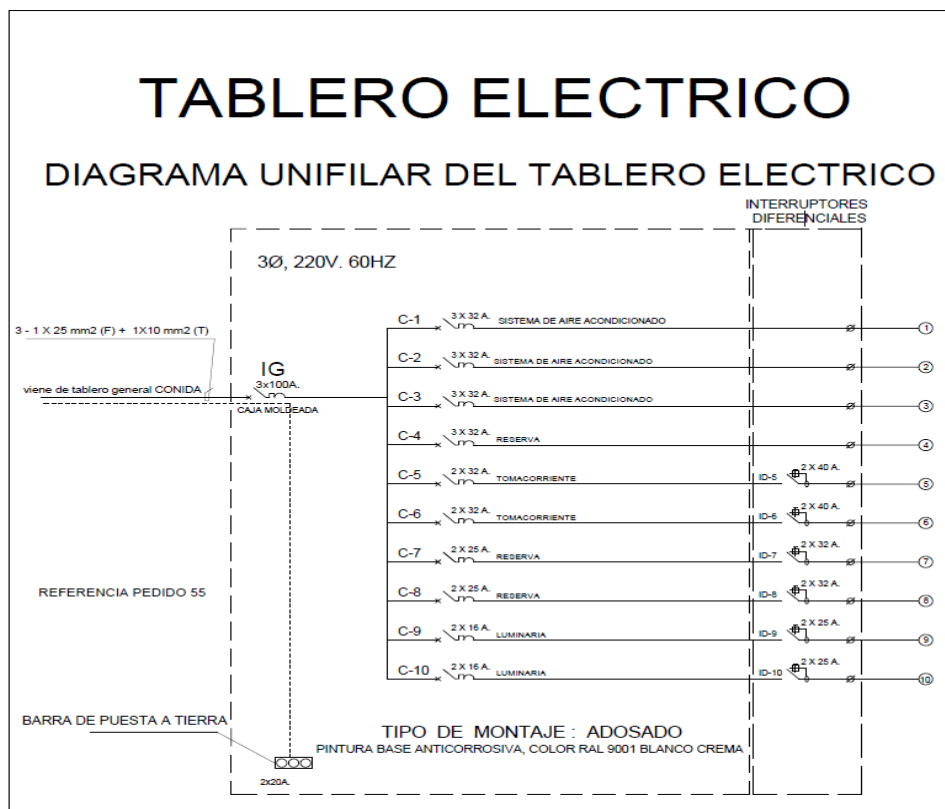 TABLERO ELECTRICO
DIAGRAMA UNIFILAR DEL TABLERO ELECTRICO
INTERRUPTORES
DIFERENCIALES
3Ø, 220V. 60HZ
3 - 1 X 25 mm2 (F) + 1X10 mm2 (T)
viene de tablero general CONIDA
IG
3x100A.
CAJA MOLDEADA
C-1 3 X 32 A. SISTEMA DE AIRE ACONDICIONADO 1
C-2 3 X 32 A. SISTEMA DE AIRE ACONDICIONADO 2
C-3 3 X 32 A. SISTEMA DE AIRE ACONDICIONADO 3
C-4 3 X 32 A. RESERVA 4
C-5 2 X 32 A. TOMACORRIENTE ID-5 2 X 40 A. 5
C-6 2 X 32 A. TOMACORRIENTE ID-6 2 X 40 A. 6
C-7 2 X 25 A. RESERVA ID-7 2 X 32 A. 7
C-8 2 X 25 A. RESERVA ID-8 2 X 32 A. 8
C-9 2 X 16 A. LUMINARIA ID-9 2 X 25 A. 9
C-10 2 X 16 A. LUMINARIA ID-10 2 X 25 A. 10
REFERENCIA PEDIDO 55
BARRA DE PUESTA A TIERRA
2x20A.
TIPO DE MONTAJE : ADOSADO
PINTURA BASE ANTICORROSIVA, COLOR RAL 9001 BLANCO CREMA